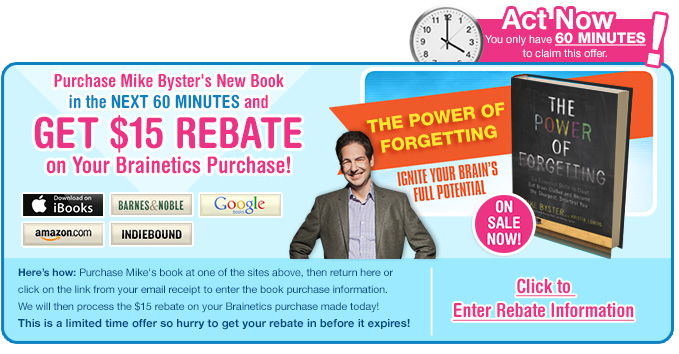 Act Now
You only have 60 MINUTES
to claim this offer.
!
Purchase Mike Byster's New Book
in the NEXT 60 MINUTES and
GET $15 REBATE
on Your Brainetics Purchase!
Download on
iBooks
BARNES&NOBLE
Google
books
amazon.com
INDIEBOUND
THE POWER OF
FORGETTING
IGNITE YOUR BRAIN'S
FULL POTENTIAL
THE
POWER
OF
FORGETTING
BYSTER
ON
SALE
NOW!
Here's how: Purchase Mike's book at one of the sites above, then return here or
click on the link from your email receipt to enter the book purchase information.
We will then process the $15 rebate on your Brainetics purchase made today!
This is a limited time offer so hurry to get your rebate in before it expires!
Click to
Enter Rebate Information